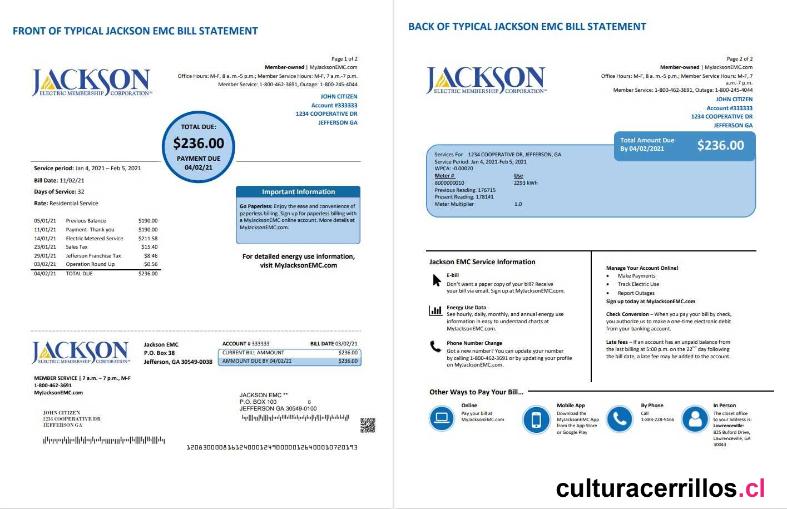 FRONT OF TYPICAL JACKSON EMC BILL STATEMENT
Page 1 of 2
Member-owned | MyJacksonEMC.com
Office Hours: M-F, 8 a.m.-5 p.m.; Member Service Hours: M-F, 7 a.m.-7 p.m.
Member Service: 1-800-462-3691, Outage: 1-800-245-4044
JACKSON
ELECTRIC MEMBERSHIP CORPORATION
JOHN CITIZEN
Account #333333
1234 COOPERATIVE DR
JEFFERSON GA
TOTAL DUE:
$236.00
PAYMENT DUE
04/02/21
Service period: Jan 4, 2021 – Feb 5, 2021
Bill Date: 11/02/21
Days of Service: 32
Rate: Residential Service
05/01/21 Previous Balance $190.00
11/01/21 Payment Thank you $190.00
14/01/21 Electric Metered Service $211.58
23/01/21 Sales Tax $15.40
29/01/21 Jefferson Franchise Tax $8.46
03/02/21 Operation Round Up $0.56
04/02/21 TOTAL DUE $236.00
Important Information
Go Paperless: Enjoy the ease and convenience of
paperless billing. Sign up for paperless billing with
a MyJacksonEMC online account. More details at
MyJacksonEMC.com.
For detailed energy use information,
visit MyJacksonEMC.com
JACKSON
ELECTRIC MEMBERSHIP CORPORATION
Jackson EMC
P.O. Box 38
Jefferson, GA 30549-0038
ACCOUNT # 333333 BILL DATE 03/02/21
CURRENT BILL AMMOUNT $236.00
AMMOUNT DUE BY 04/02/21 $236.00
MEMBER SERVICE | 7 a.m. – 7 p.m., M-F
1-800-462-3691
MyJacksonEMC.com
JOHN CITIZEN
1234 COOPERATIVE DR
JEFFERSON GA
JACKSON EMC **
P.O. BOX 100 6
JEFFERSON GA 30549-0100
BACK OF TYPICAL JACKSON EMC BILL STATEMENT
Page 2 of 2
Member-owned | MyJacksonEMC.com
Office Hours: M-F, 8 a.m.-5 p.m.; Member Service Hours: M-F, 7
a.m.-7 p.m.
Member Service: 1-800-462-3691, Outage: 1-800-245-4044
JACKSON
ELECTRIC MEMBERSHIP CORPORATION
JOHN CITIZEN
Account #333333
1234 COOPERATIVE DR
JEFFERSON GA
Total Amount Due
By 04/02/2021
$236.00
Services For 1234 COOPERATIVE DR, JEFFERSON, GA
Service Period: Jan 4, 2021-Feb 5, 2021
WPCA: -0.00020
Meter # Use
Previous Reading: 176715
Present Reading: 178141
Meter Multiplier 1.0
Jackson EMC Service Information
E-bill
Don't want a paper copy of your bill? Receive
your bill via email. Sign up at MyJacksonEMC.com.
Energy Use Data
See hourly, daily, monthly, and annual energy use
information in easy to understand charts at
MyJacksonEMC.com.
Phone Number Change
Got a new number? You can update your number
by calling 1-800-462-3691 or by updating your profile
on MyJacksonEMC.com.
Manage Your Account Online!
• Make Payments
• Track Electric Use
• Report Outages
Sign up today at MyJacksonEMC.com
Check Conversion – When you pay your bill by check,
you authorize us to make a one-time electronic debit
from your banking account.
Late fees – If an account has an unpaid balance from
the last billing at 5:00 p.m. on the 22nd day following
the bill date, a late fee may be added to the account.
Other Ways to Pay Your Bill...
Online
Pay your bill at
MyJacksonEMC.com
Mobile App
Download the
MyJacksonEMC App
from the App Store
or Google Play
By Phone
Call
In Person
The closet office
to your address is:
Lawrenceville
825 Buford Drive,
Lawrenceville, GA
30043
culturacerrillos.cl